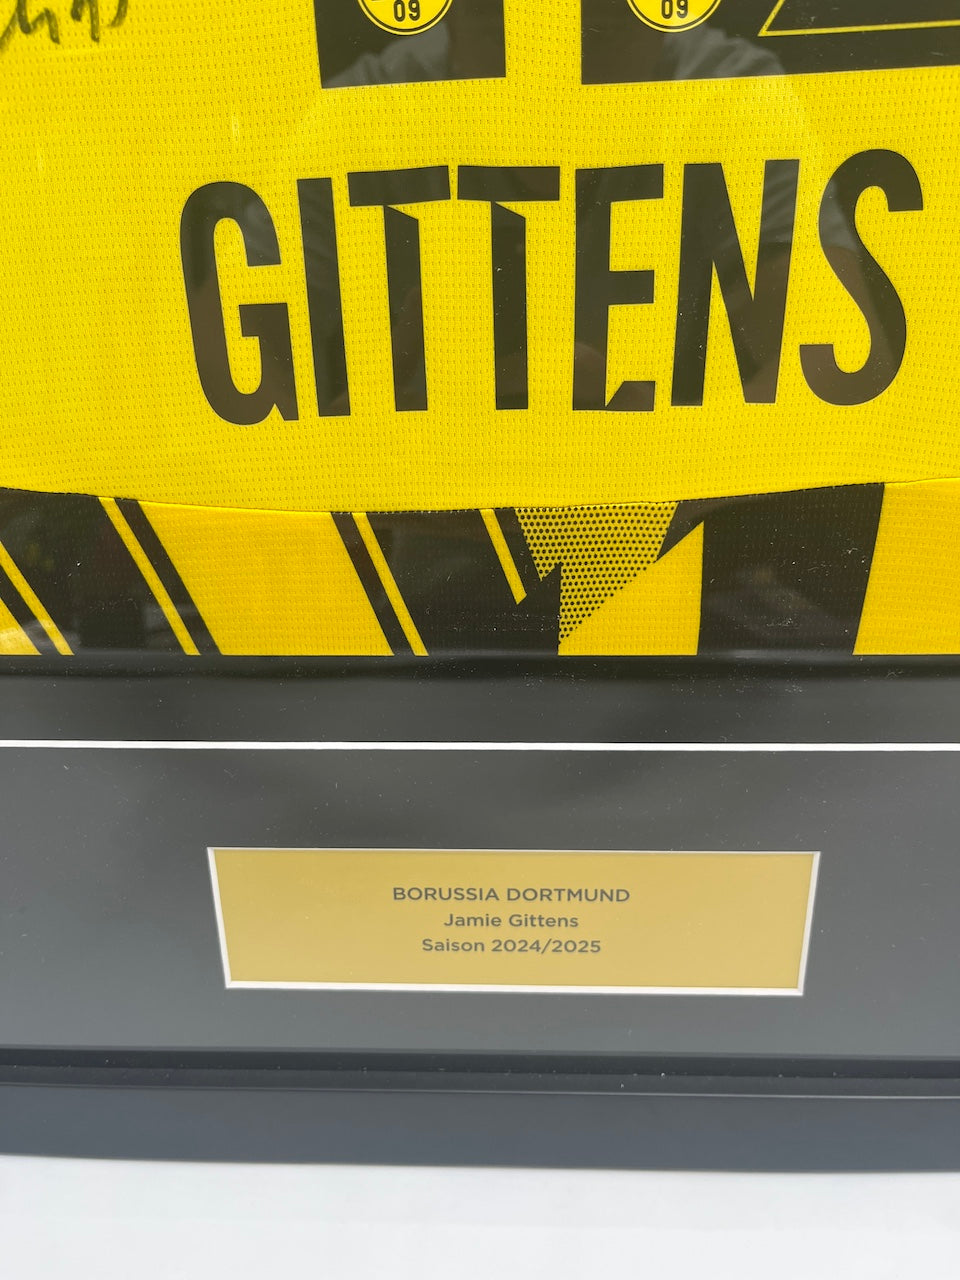 09 09
GITTENS
BORUSSIA DORTMUND
Jamie Gittens
Saison 2024/2025